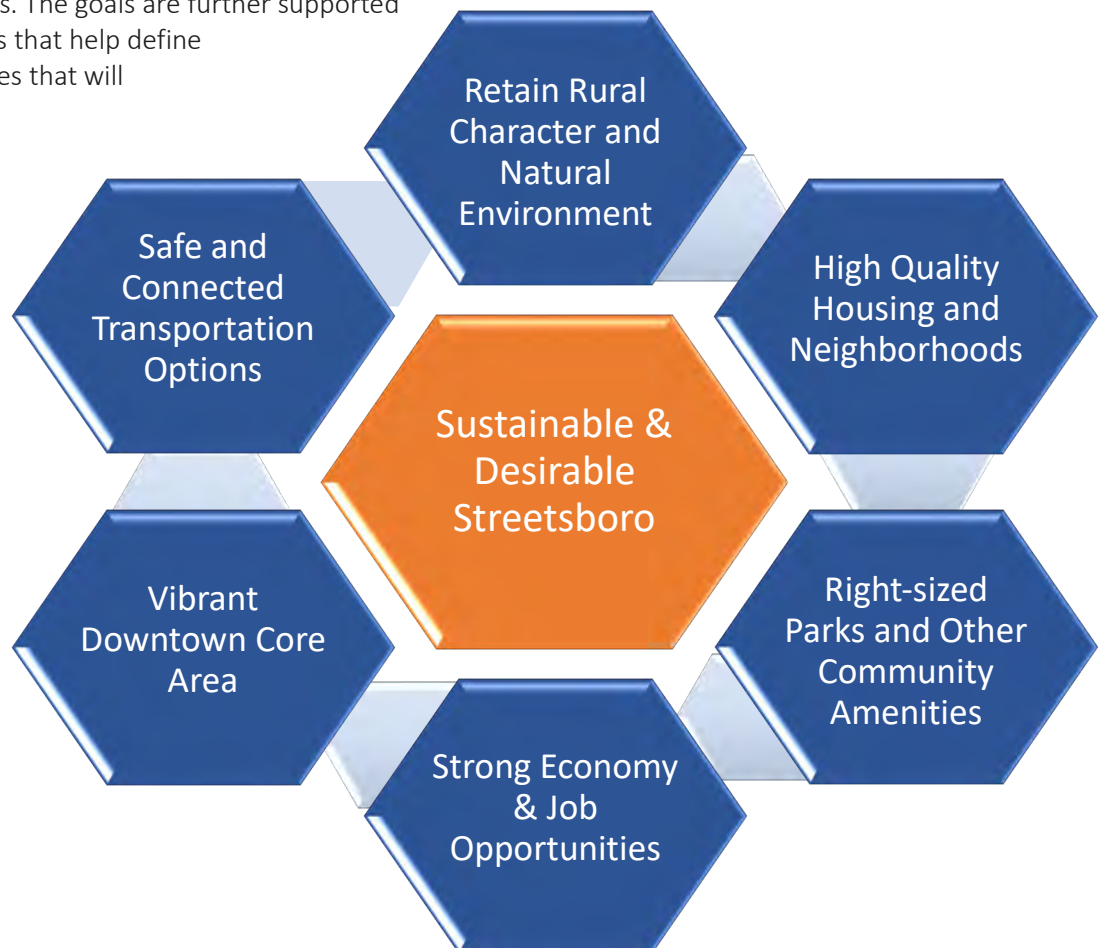 s. The goals are further supported
s that help define
es that will
Retain Rural
Character and
Natural
Environment
Safe and
Connected
Transportation
Options
High Quality
Housing and
Neighborhoods
Sustainable &
Desirable
Streetsboro
Vibrant
Downtown Core
Area
Right-sized
Parks and Other
Community
Amenities
Strong Economy
& Job
Opportunities